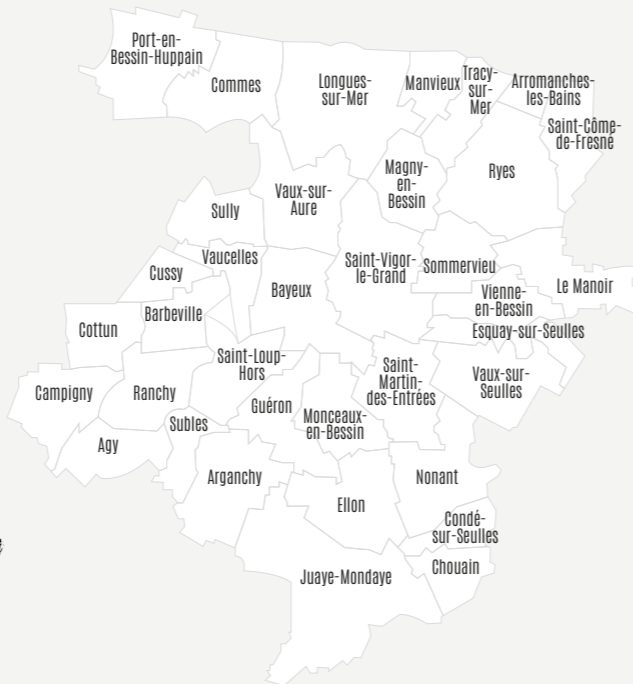 Port-en-
Bessin-Huppain
Commes
Longues-
sur-Mer
Manvieux
Tracy-
sur-
Mer
Arromanches-
les-Bains
Saint-Côme-
de-Fresné
Ryes
Magny-
en-
Bessin
Vaux-sur-
Aure
Sully
Vaucelles
Cussy
Bayeux
Saint-Vigor-
le-Grand
Sommervieu
Le Manoir
Vienne-
en-Bessin
Esquay-sur-Seulles
Barbeville
Cottun
Saint-Loup-
Hors
Saint-
Martin-
des-Entrées
Vaux-sur-
Seulles
Campigny
Ranchy
Guéron
Monceaux-
en-Bessin
Subles
Agy
Arganchy
Nonant
Ellon
Condé-
sur-Seulles
Chouain
Juaye-Mondaye